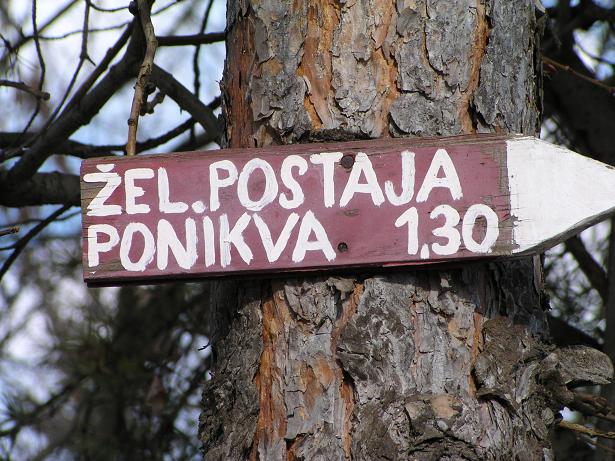 ŽEL. POSTAJA
PONIKVA 1,30